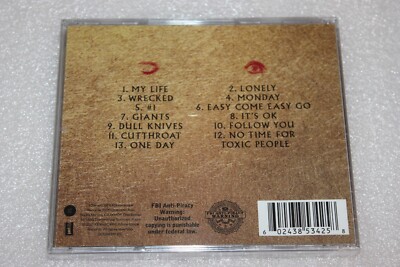 1. MY LIFE 2. LONELY
3. WRECKED 4. MONDAY
5. #1 6. EASY COME EASY GO
7. GIANTS 8. IT'S OK
9. DULL KNIVES 10. FOLLOW YOU
11. CUTTHROAT 12. NO TIME FOR
13. ONE DAY TOXIC PEOPLE
FBI Anti-Piracy
Warning:
Unauthorized
copying is punishable
under federal law.
6 02438 53425 8